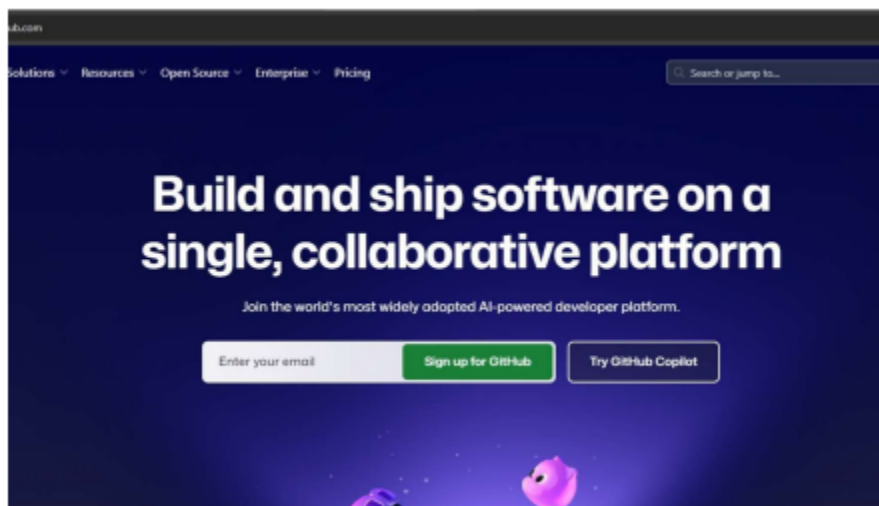 ub.com
Solutions Resources Open Source Enterprise Pricing Search or jump to...
Build and ship software on a
single, collaborative platform
Join the world's most widely adopted AI-powered developer platform.
Enter your email Sign up for GitHub Try GitHub Copilot